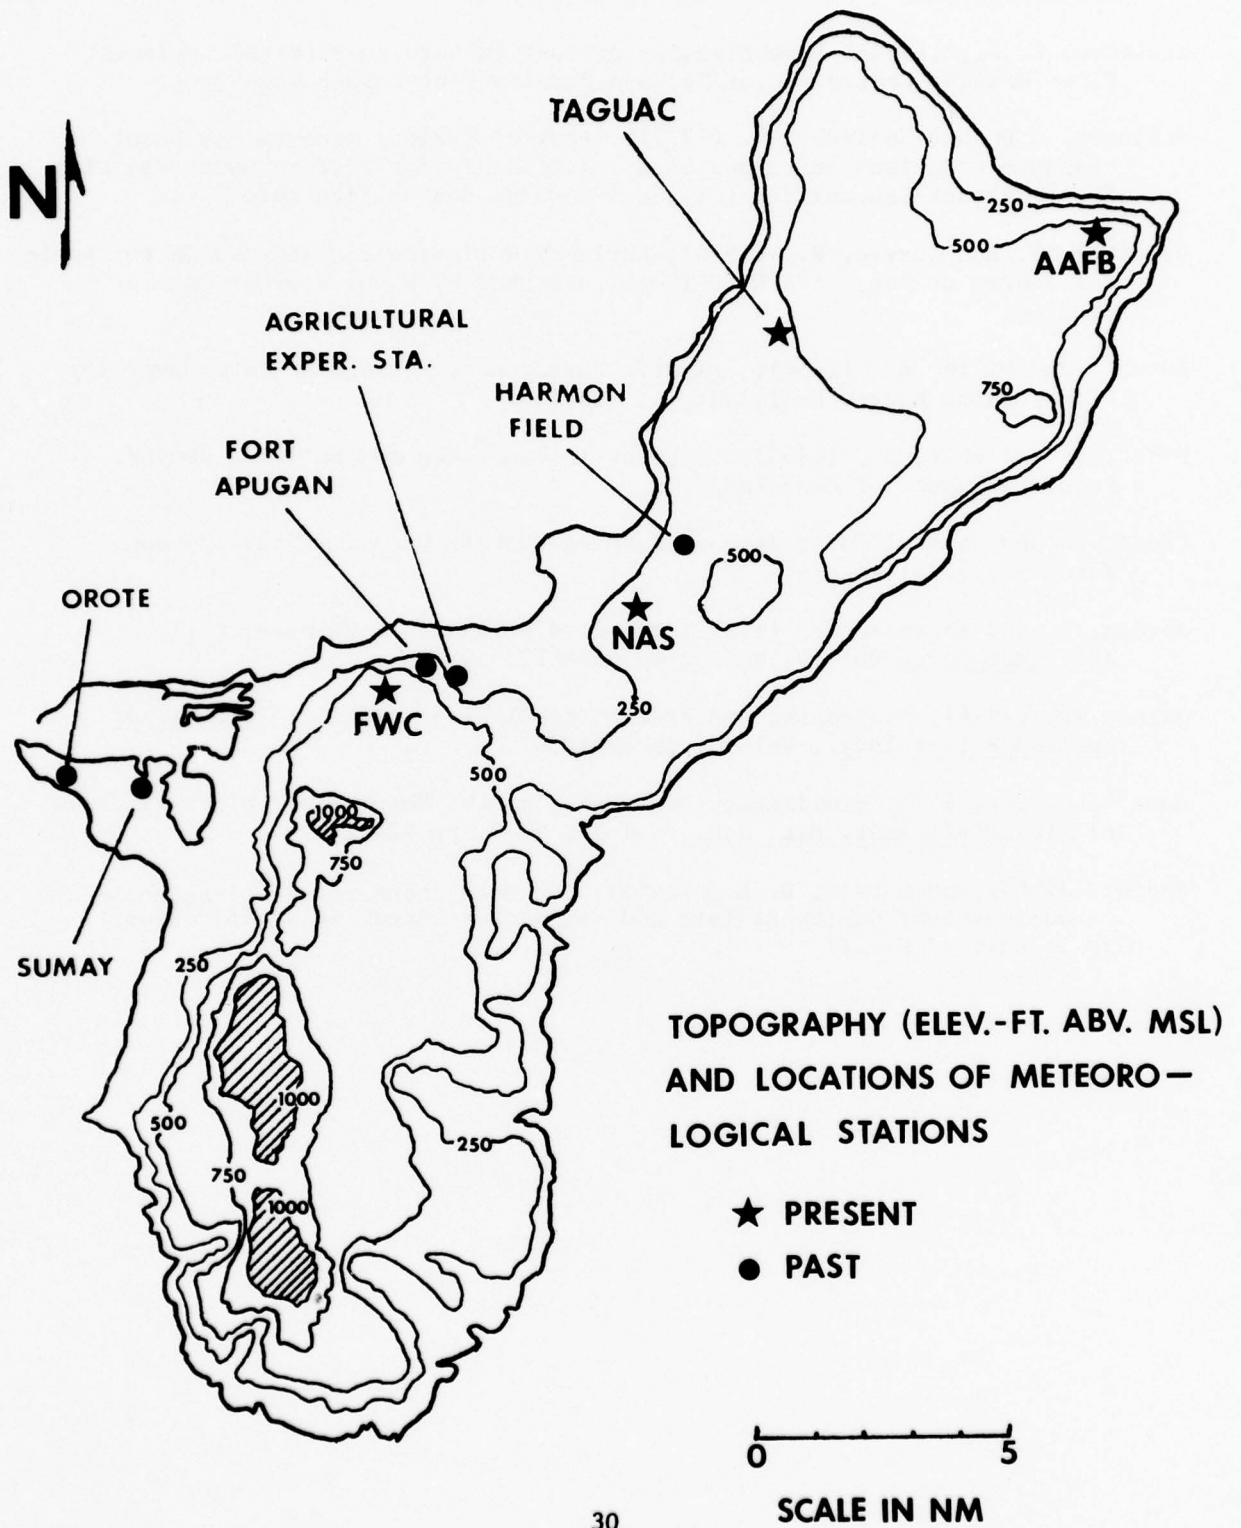 TAGUAC
N
250
500
AAFB
AGRICULTURAL
EXPER. STA.
HARMON
FIELD
750
FORT
APUGAN
500
OROTE
NAS
250
FWC
500
1000
750
SUMAY
250
TOPOGRAPHY (ELEV.-FT. ABV. MSL)
AND LOCATIONS OF METEORO—
LOGICAL STATIONS
1000
500
250
750
1000
★ PRESENT
● PAST
0 5
SCALE IN NM
30